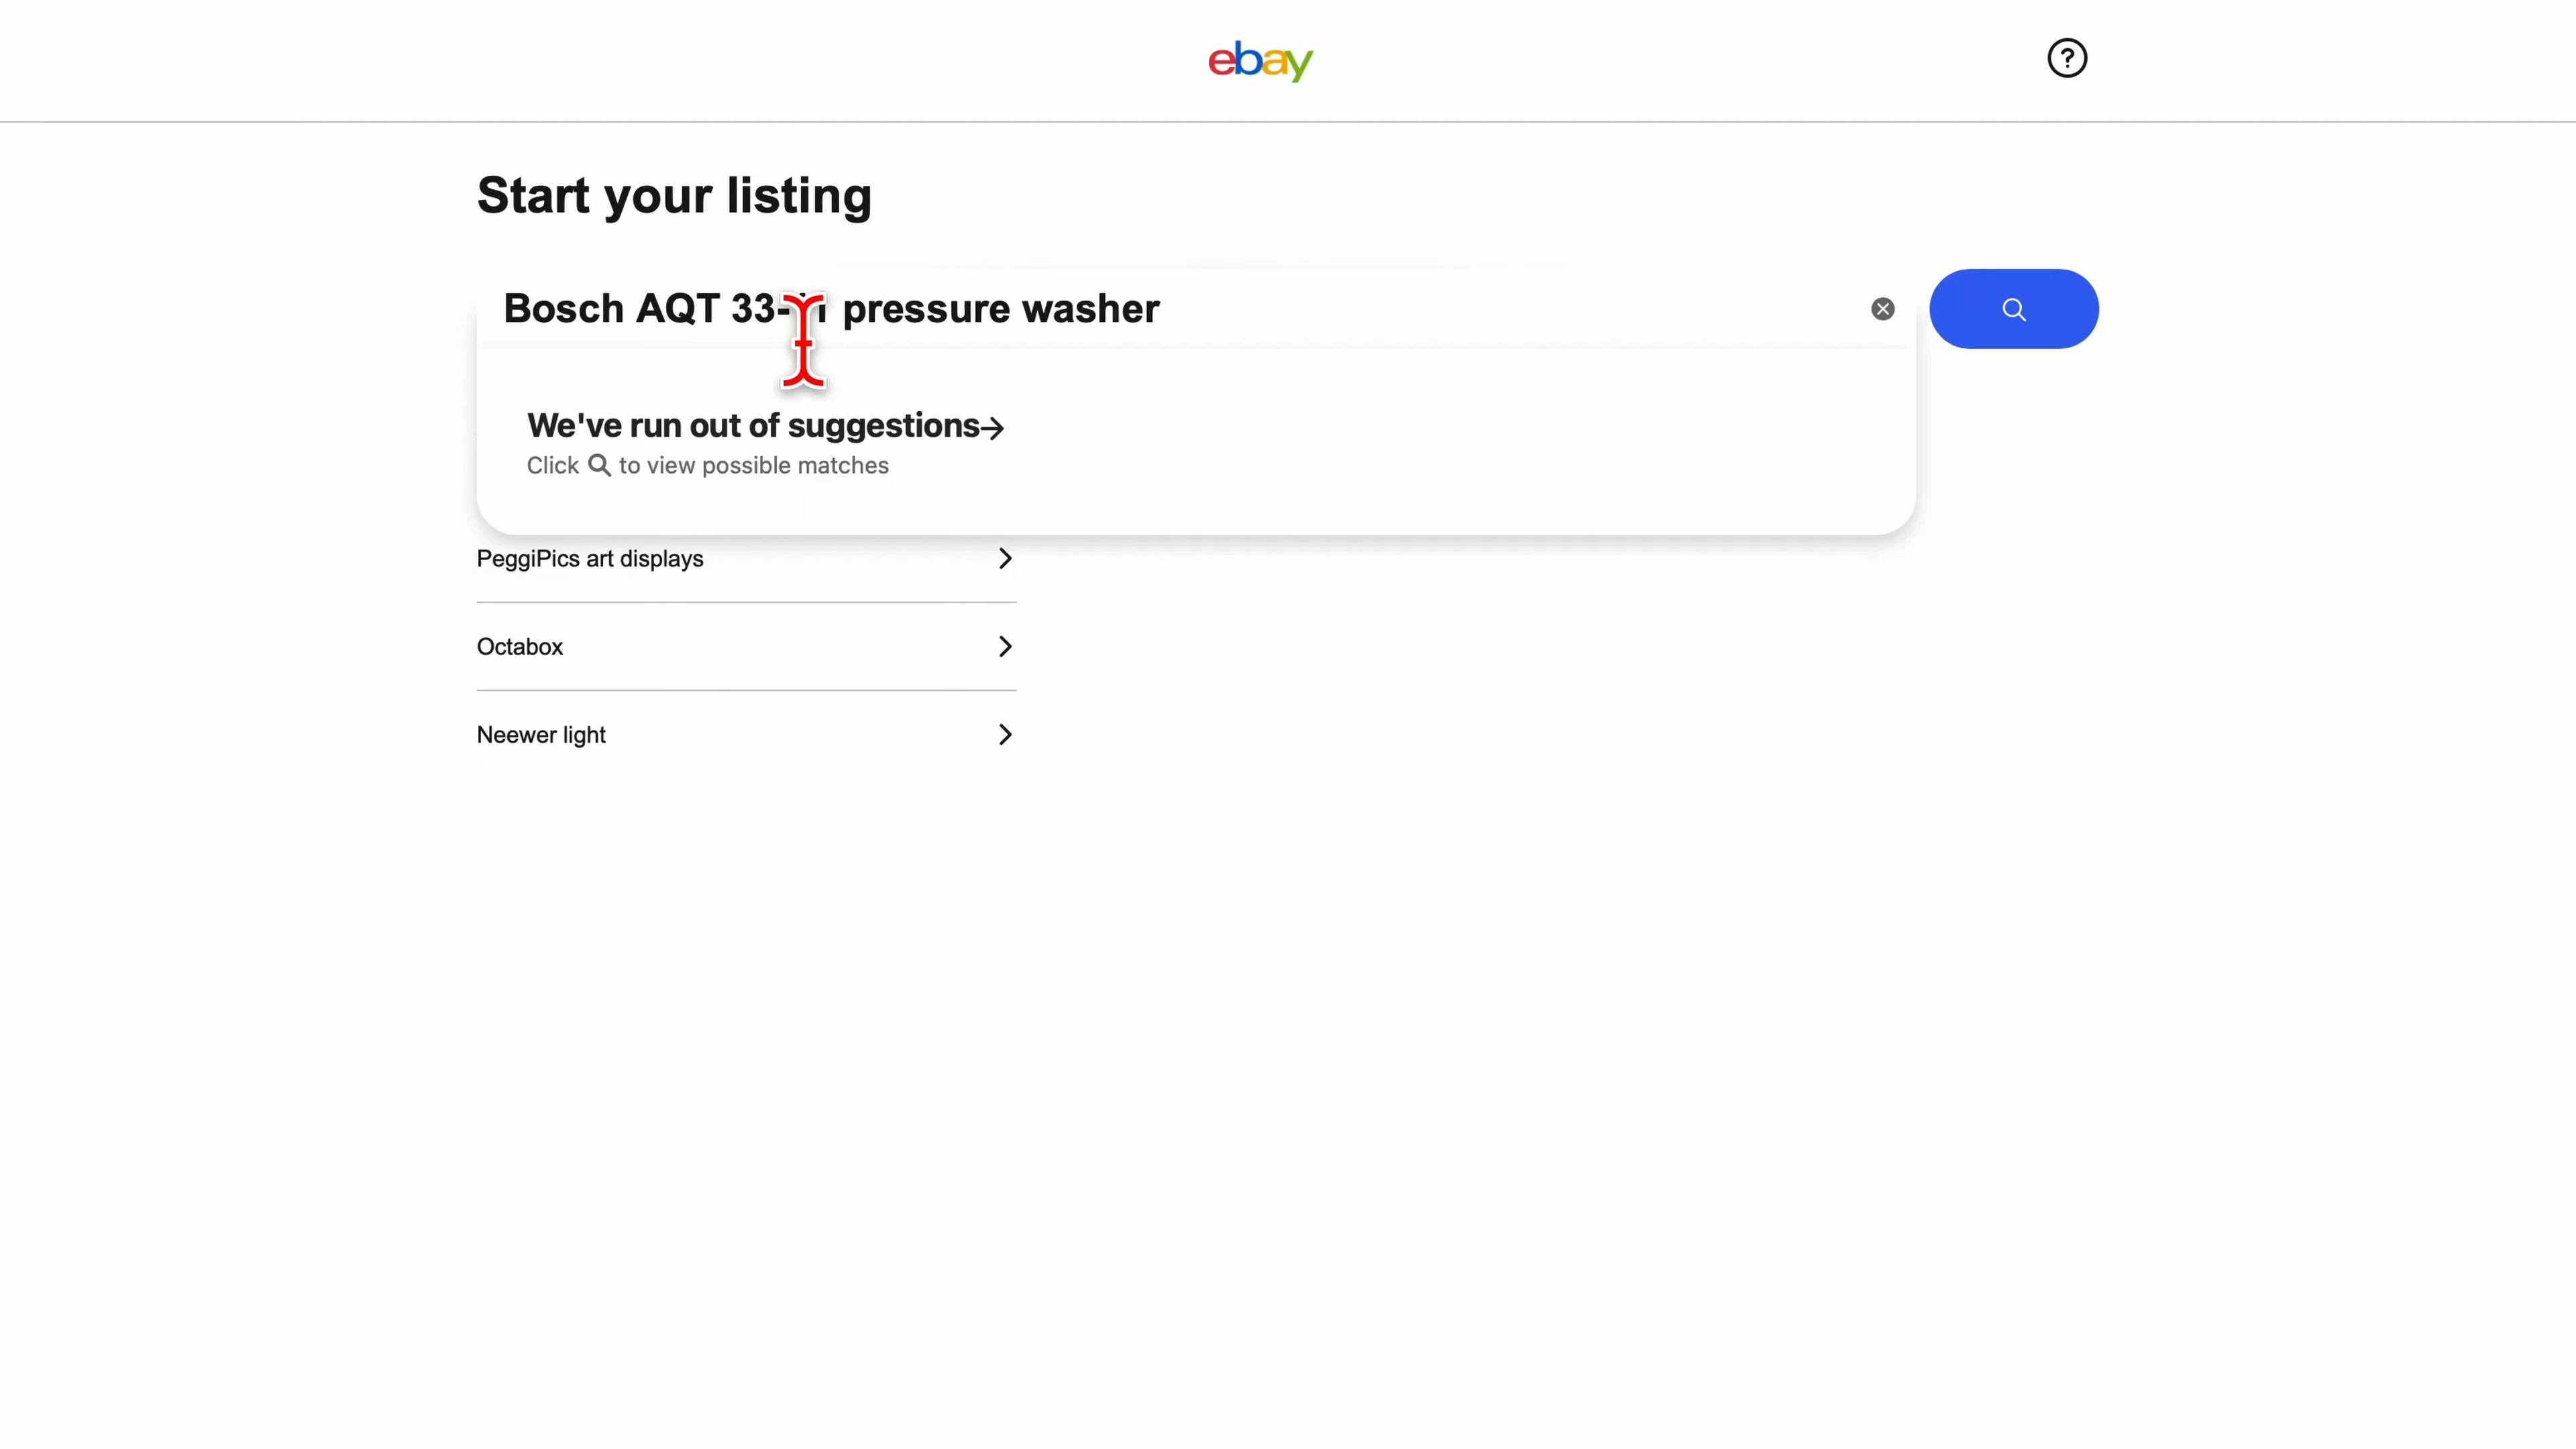 ebay
Start your listing
Bosch AQT 33-11 pressure washer
We've run out of suggestions
Click to view possible matches
PeggiPics art displays
Octabox
Neewer light